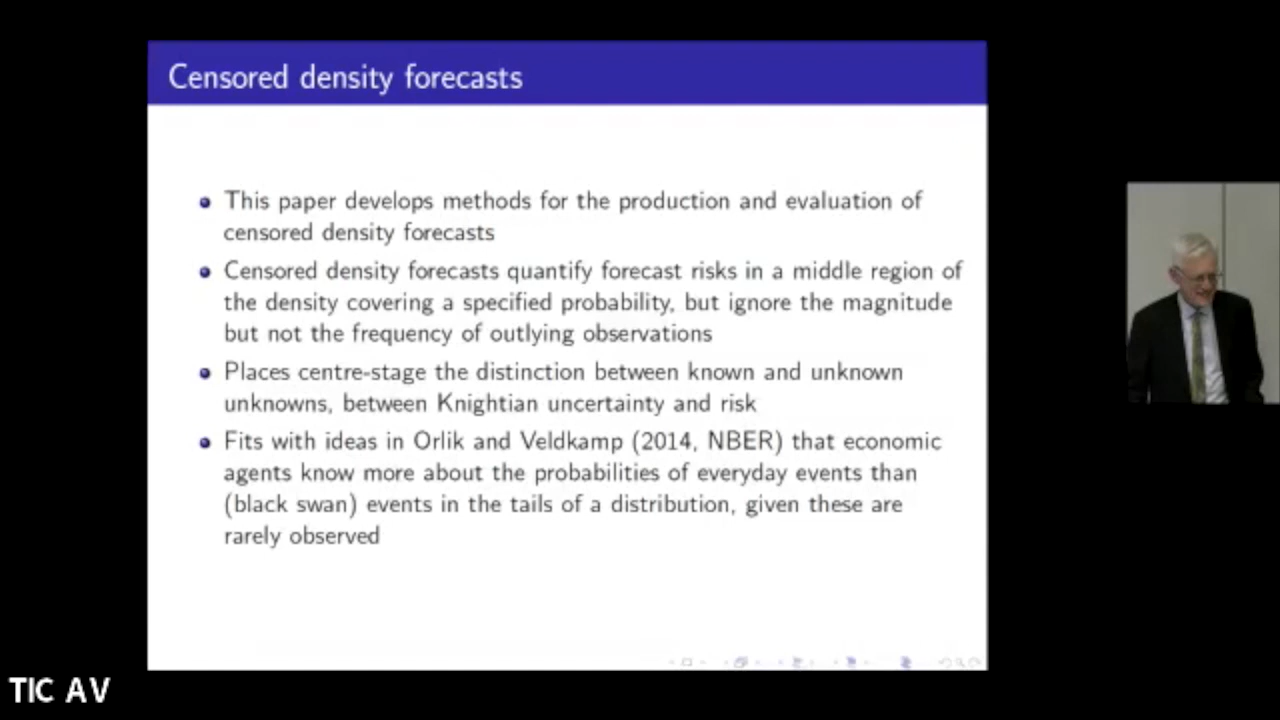 Censored density forecasts
This paper develops methods for the production and evaluation of
censored density forecasts
Censored density forecasts quantify forecast risks in a middle region of
the density covering a specified probability, but ignore the magnitude
but not the frequency of outlying observations
Places centre-stage the distinction between known and unknown
unknowns, between Knightian uncertainty and risk
Fits with ideas in Orlik and Veldkamp (2014, NBER) that economic
agents know more about the probabilities of everyday events than
(black swan) events in the tails of a distribution, given these are
rarely observed
TIC AV